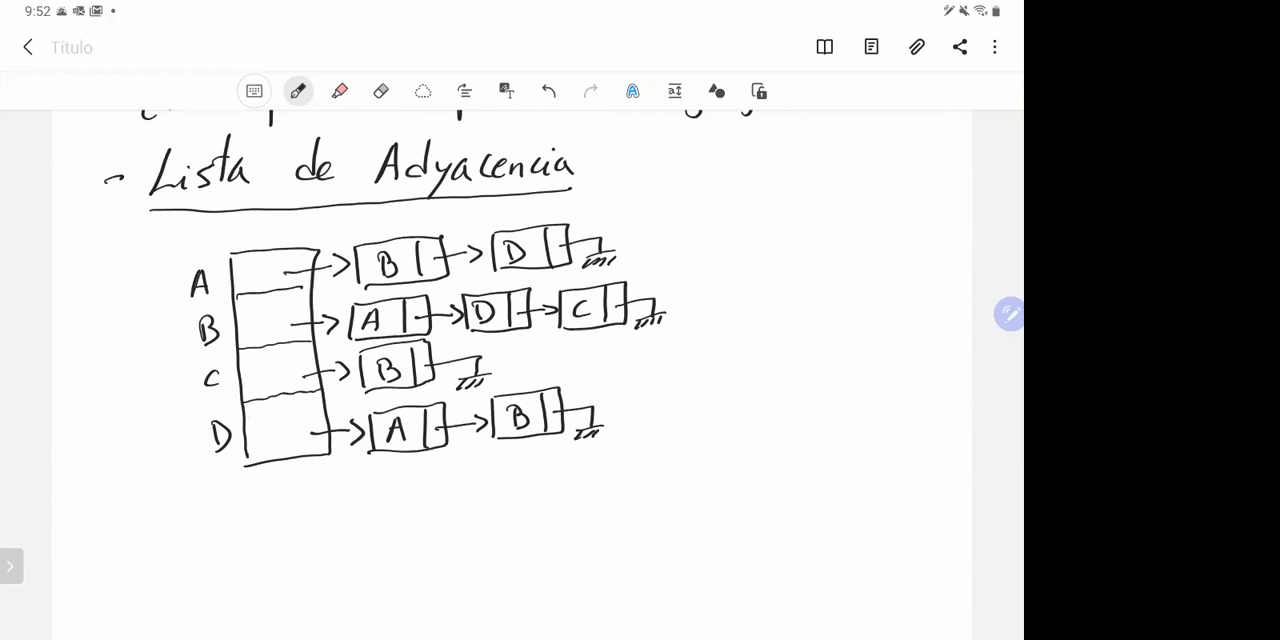 9:52
Título
- Lista de Adyacencia
A B D
B A D C
C B
D A B